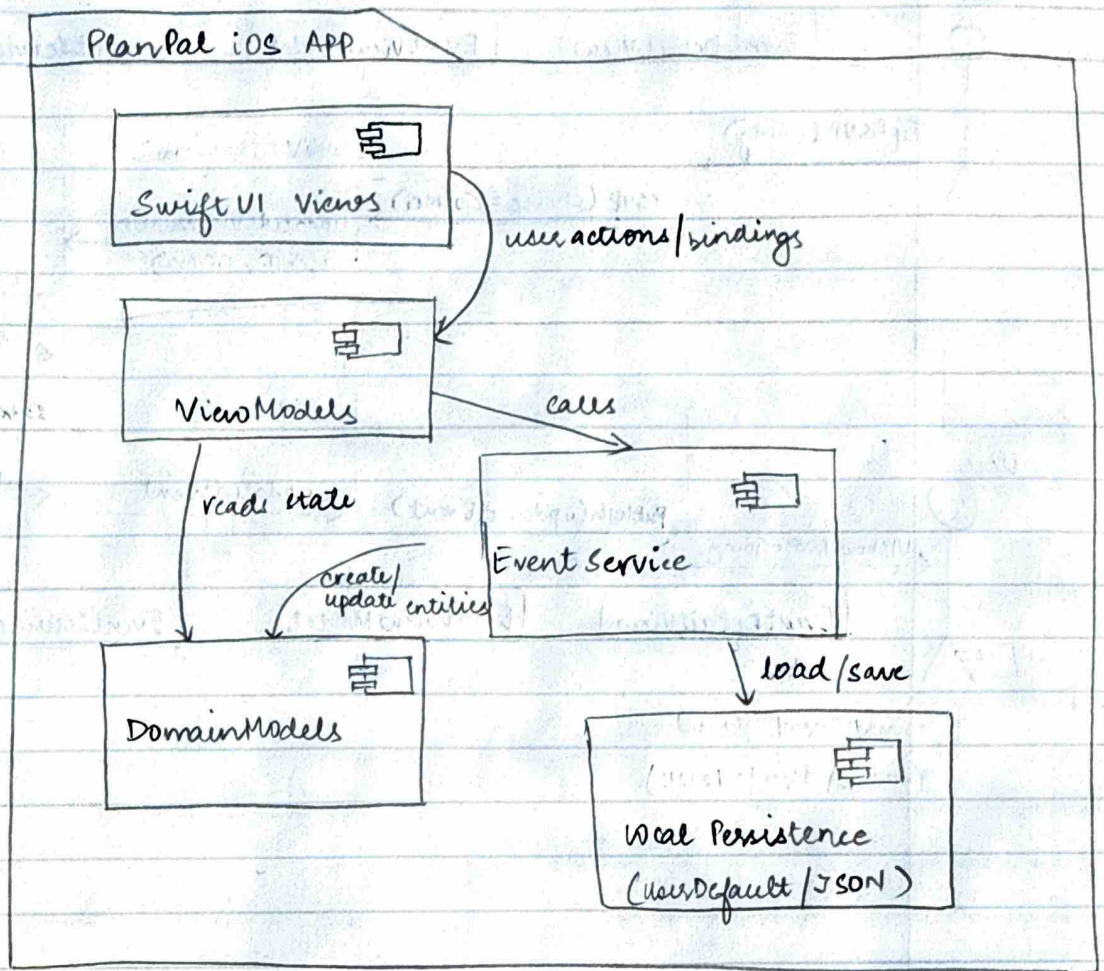 PlanPal iOS APP
SwiftUI Views
user actions/bindings
ViewModels
calls
reads state
Event Service
create/
update entities
load/save
DomainModels
Local Persistence
(UserDefault/JSON)